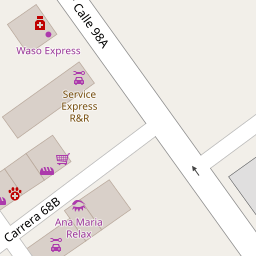 Calle 98A
Waso Express
Service
Express
R&R
Carrera 68B
Ana Maria
Relax